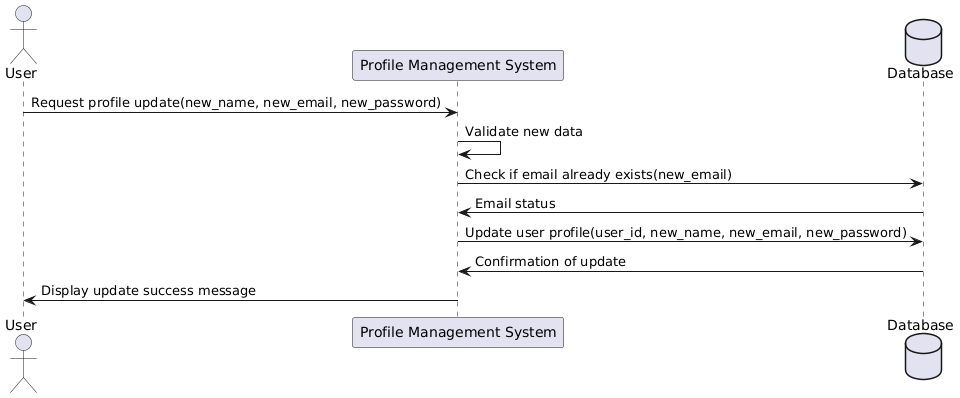 User
Profile Management System
Database
Request profile update(new_name, new_email, new_password)
Validate new data
Check if email already exists(new_email)
Email status
Update user profile(user_id, new_name, new_email, new_password)
Confirmation of update
Display update success message
User
Profile Management System
Database